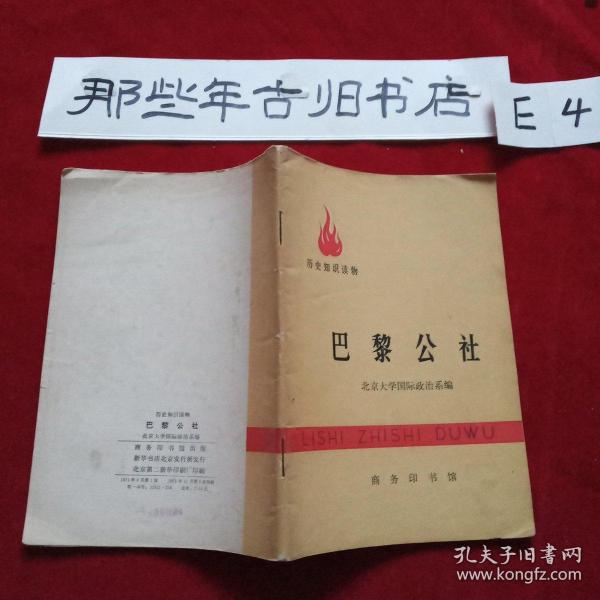 那些年古旧书店
E 4
历史知识读物
巴黎公社
北京大学国际政治系编
LISHI ZHISHI DUWU
商务印书馆
历史知识读物
巴黎公社
北京大学国际政治系编
商务印书馆出版
新华书店北京发行所发行
北京第二新华印刷厂印刷
孔夫子旧书网
www.kongfz.com